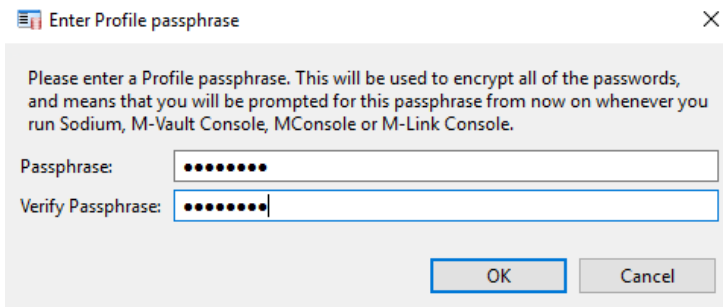 Enter Profile passphrase
Please enter a Profile passphrase. This will be used to encrypt all of the passwords,
and means that you will be prompted for this passphrase from now on whenever you
run Sodium, M-Vault Console, MConsole or M-Link Console.
Passphrase: ●●●●●●●●
Verify Passphrase: ●●●●●●●●
OK Cancel